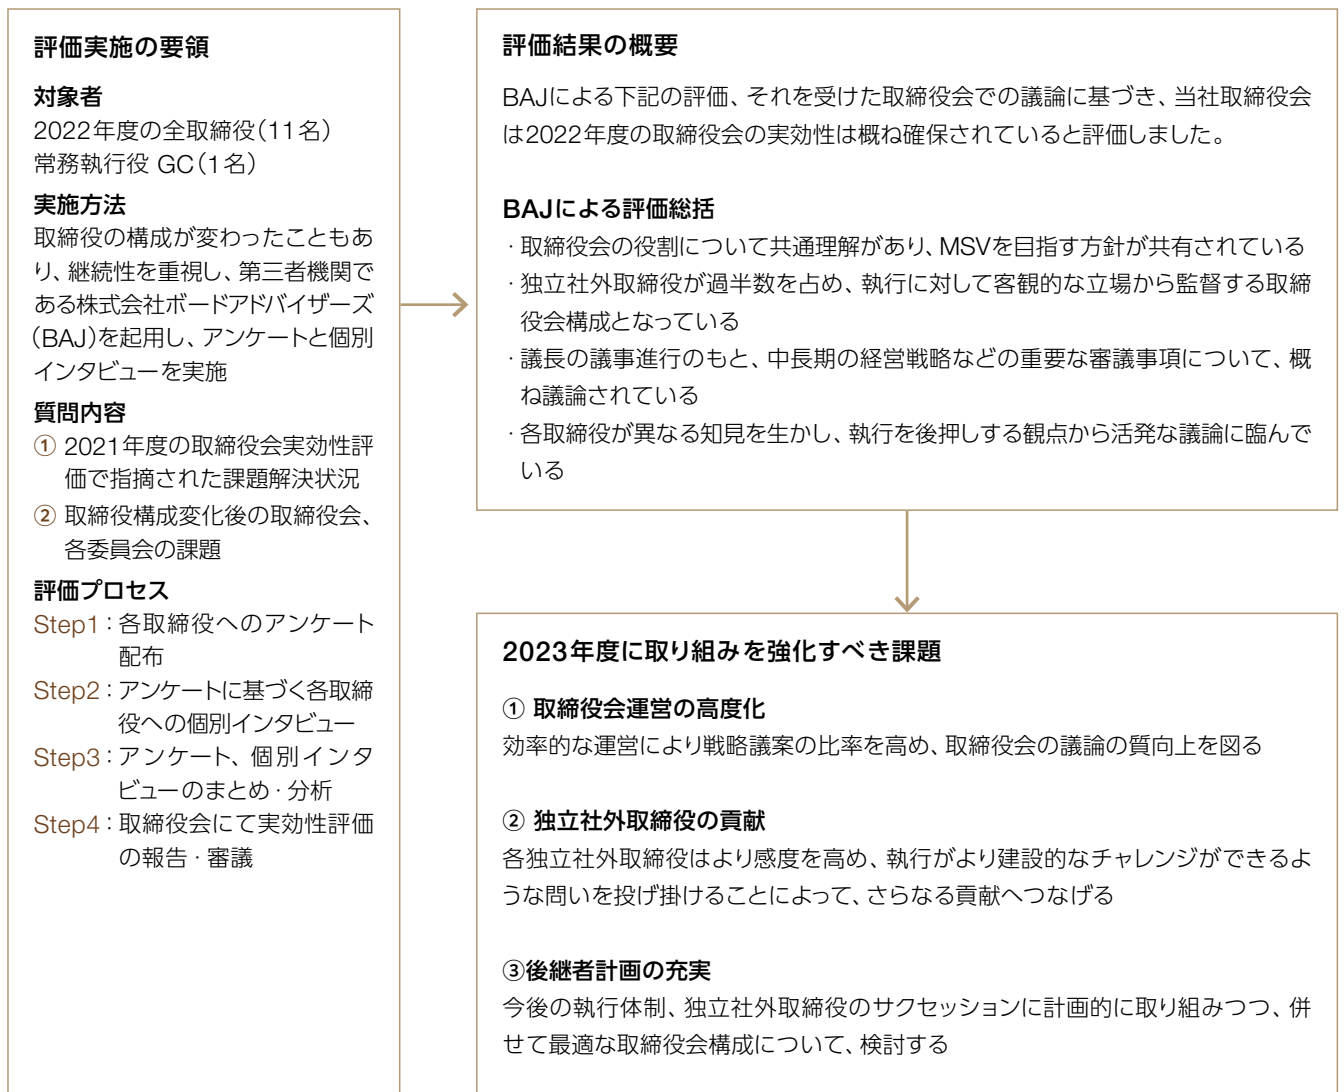 評価実施の要領
対象者
2022年度の全取締役（11名）
常務執行役 GC（1名）
実施方法
取締役の構成が変わったこともあ
り、継続性を重視し、第三者機関で
ある株式会社ボードアドバイザーズ
（BAJ）を起用し、アンケートと個別
インタビューを実施
質問内容
① 2021年度の取締役会実効性評
価で指摘された課題解決状況
② 取締役構成変化後の取締役会、
各委員会の課題
評価プロセス
Step1：各取締役へのアンケート
配布
Step2：アンケートに基づく各取締
役への個別インタビュー
Step3：アンケート、個別インタ
ビューのまとめ・分析
Step4：取締役会にて実効性評価
の報告・審議
評価結果の概要
BAJによる下記の評価、それを受けた取締役会での議論に基づき、当社取締役会
は2022年度の取締役会の実効性は概ね確保されていると評価しました。
BAJによる評価総括
・取締役会の役割について共通理解があり、MSVを目指す方針が共有されている
・独立社外取締役が過半数を占め、執行に対して客観的な立場から監督する取締
役会構成となっている
・議長の議事進行のもと、中長期の経営戦略などの重要な審議事項について、概
ね議論されている
・各取締役が異なる知見を生かし、執行を後押しする観点から活発な議論に臨んで
いる
2023年度に取り組みを強化すべき課題
① 取締役会運営の高度化
効率的な運営により戦略議案の比率を高め、取締役会の議論の質向上を図る
② 独立社外取締役の貢献
各独立社外取締役はより感度を高め、執行がより建設的なチャレンジができるよ
うな問いを投げ掛けることによって、さらなる貢献へつなげる
③後継者計画の充実
今後の執行体制、独立社外取締役のサクセッションに計画的に取り組みつつ、併
せて最適な取締役会構成について、検討する